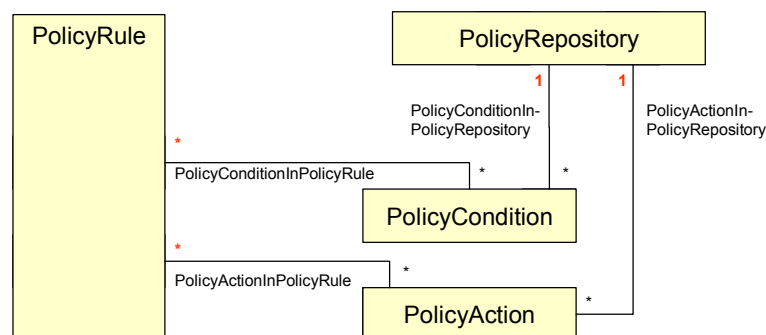 PolicyRule
PolicyRepository
1
1
PolicyConditionIn-
PolicyRepository
PolicyActionIn-
PolicyRepository
*
PolicyConditionInPolicyRule
*
*
PolicyCondition
*
PolicyActionInPolicyRule
*
*
PolicyAction